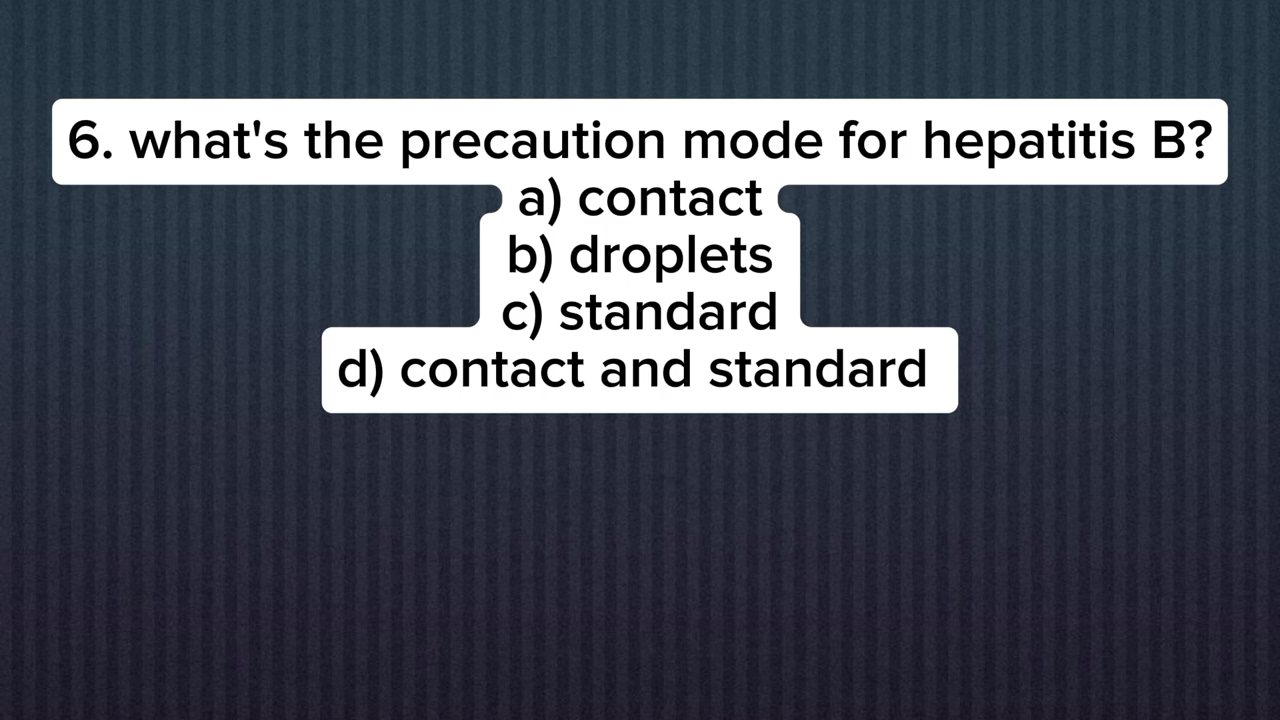 6. what's the precaution mode for hepatitis B?
a) contact
b) droplets
c) standard
d) contact and standard